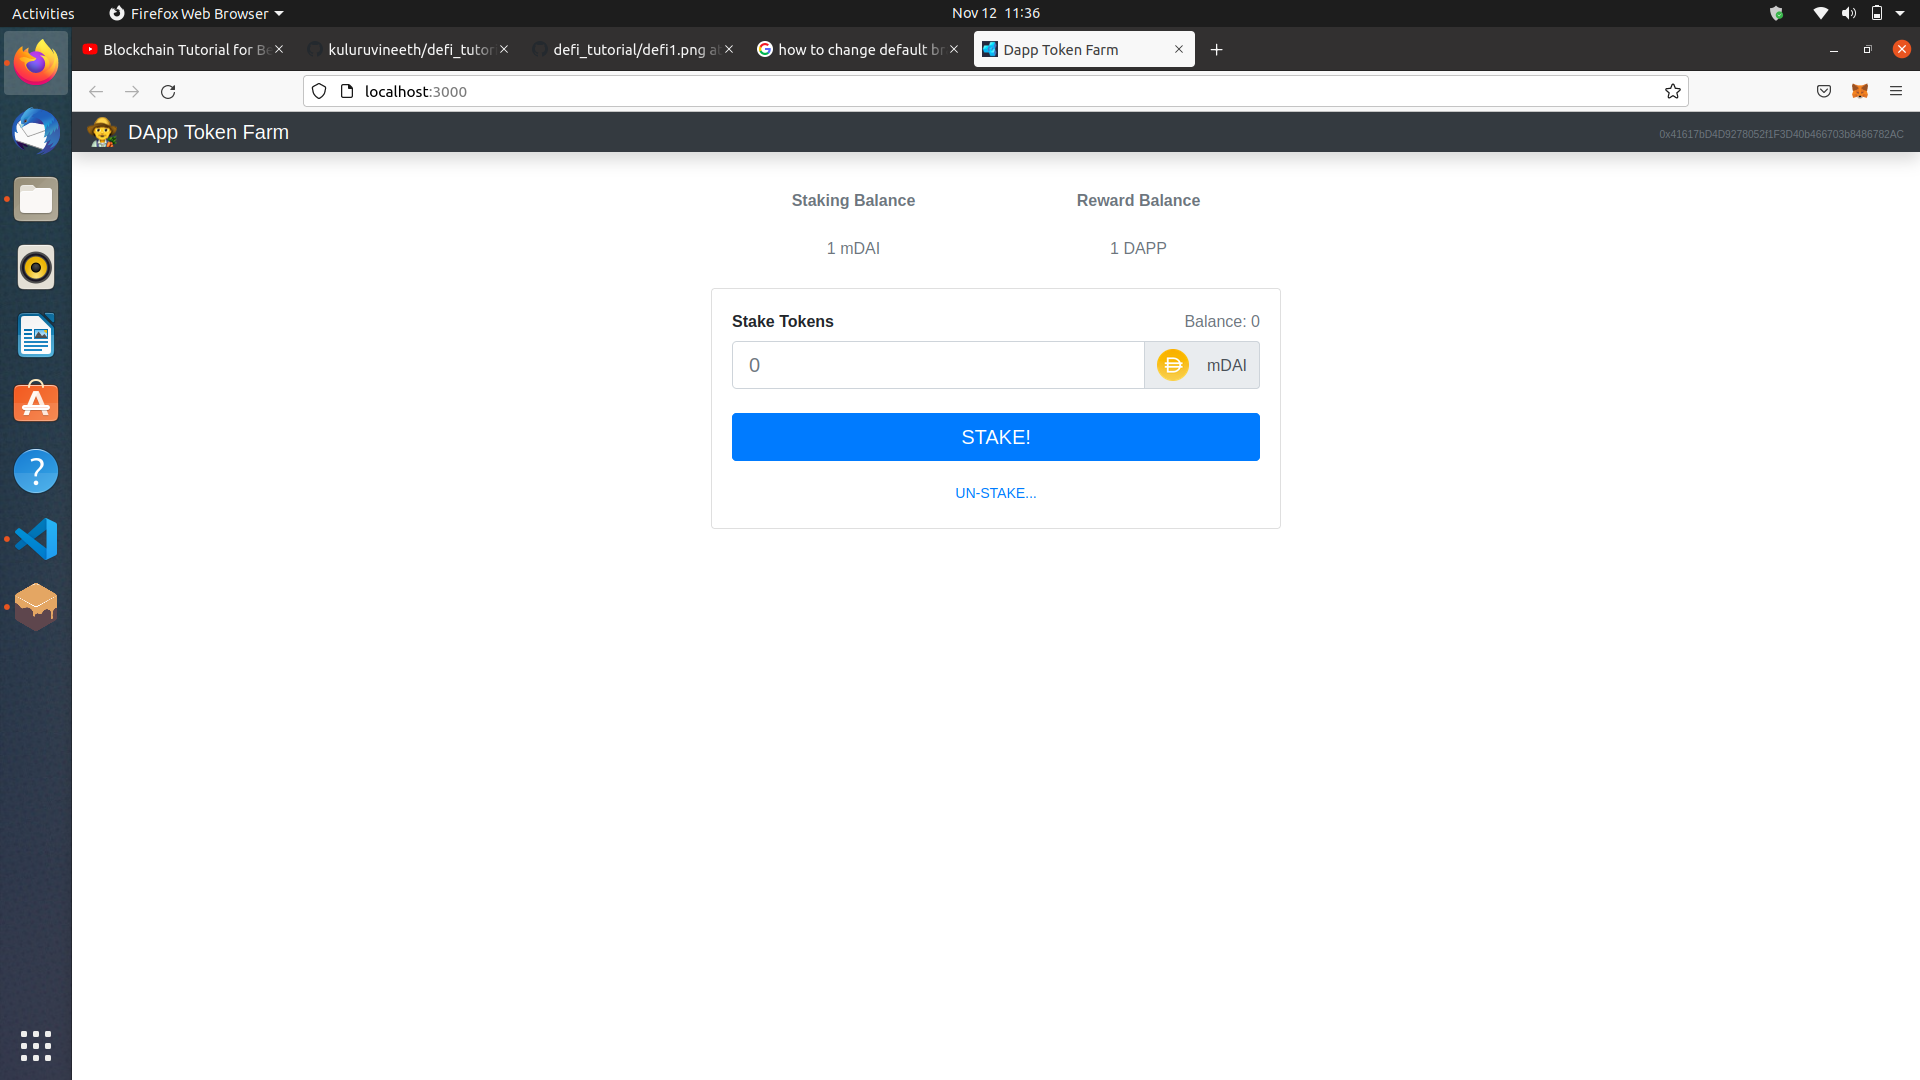 Activities
Firefox Web Browser
Nov 12 11:36
Blockchain Tutorial for Be
kuluruvineeth/defi_tutor
defi_tutorial/defi1.png at
how to change default br
Dapp Token Farm
localhost:3000
DApp Token Farm
0x41617bD4D9278052f1F3D40b466703b8486782AC
Staking Balance Reward Balance
1 mDAI 1 DAPP
Stake Tokens Balance: 0
0 mDAI
STAKE!
UN-STAKE...